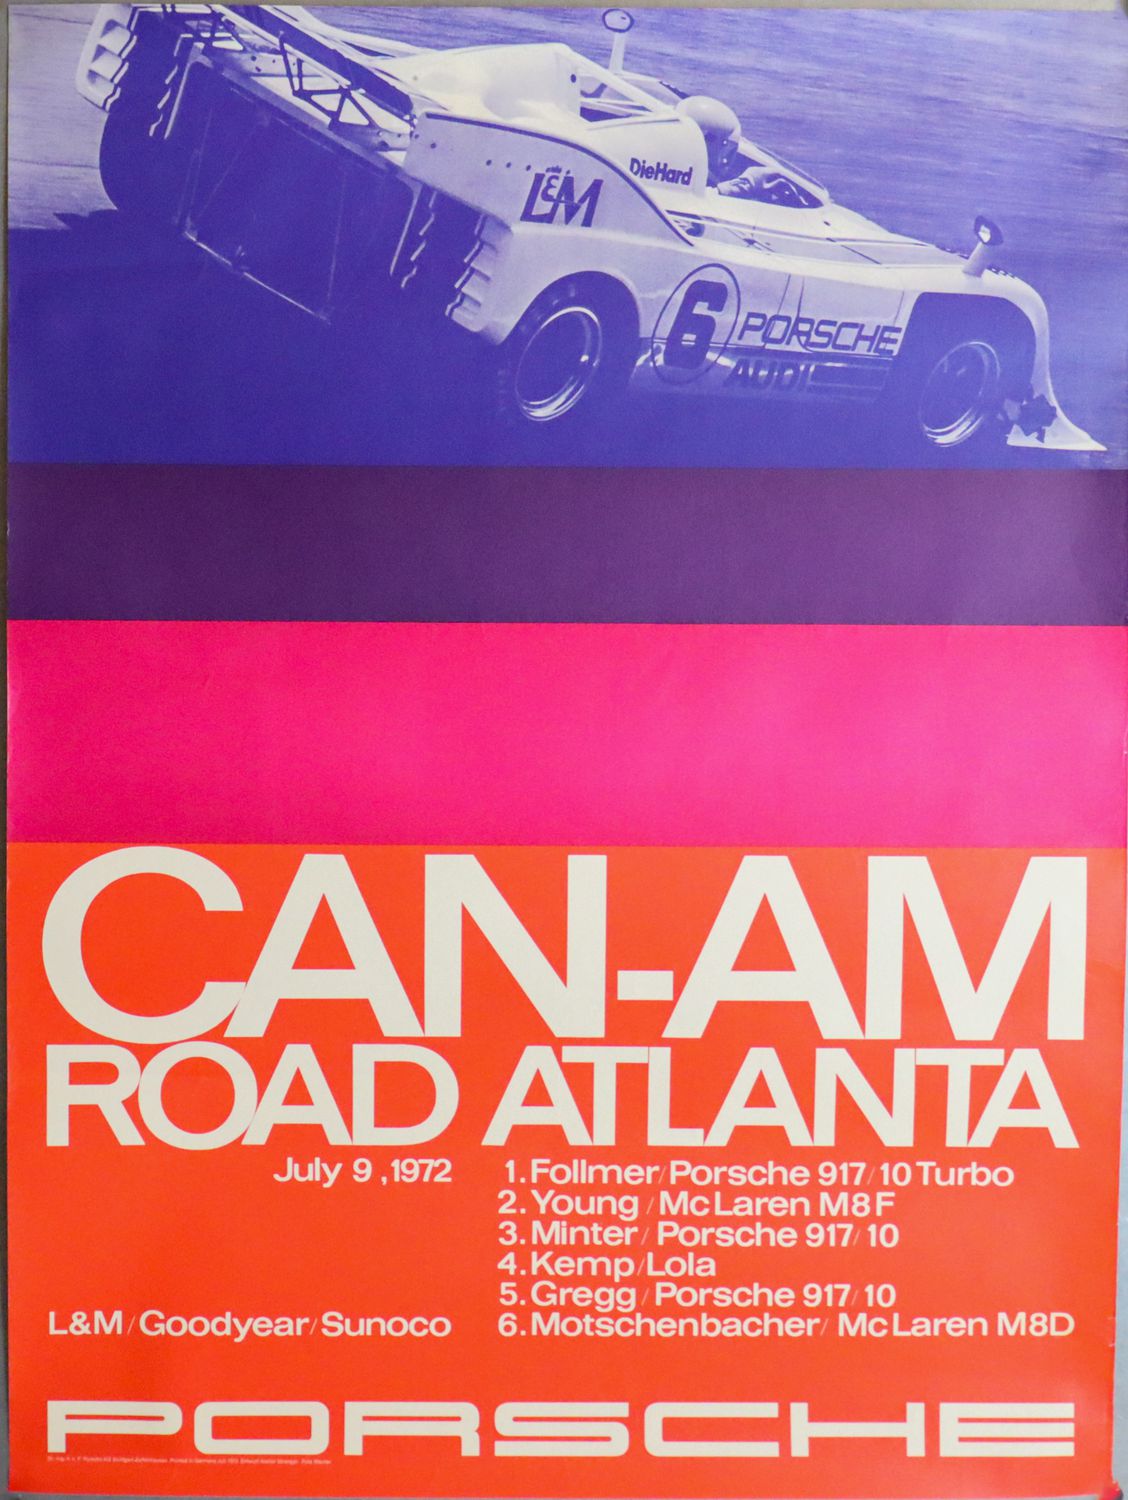 L&M
DieHard
6 PORSCHE
AUDI
CAN-AM
ROAD ATLANTA
July 9 ,1972
1. Follmer/Porsche 917/10 Turbo
2. Young / McLaren M8F
3. Minter / Porsche 917/10
4. Kemp/Lola
5. Gregg / Porsche 917/10
L&M/Goodyear/Sunoco
6. Motschenbacher/ McLaren M8D
PORSCHE